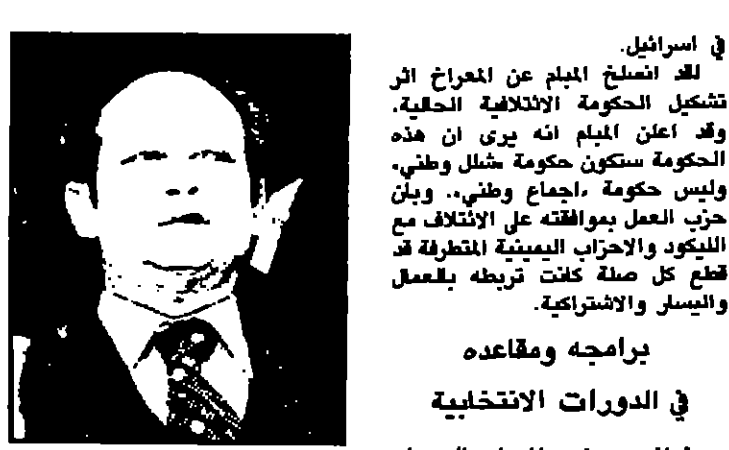 في اسرائيل.
لقد انسلخ المبام عن المعراخ اثر
تشكيل الحكومة الائتلافية الحالية.
وقد اعلن المبام انه يرى ان هذه
الحكومة ستكون حكومة «شلل وطني»
وليس حكومة «اجماع وطني».. وبأن
حزب العمل بموافقته على الائتلاف مع
الليكود والاحزاب اليمينية المتطرفة قد
قطع كل صلة كانت تربطه بالعمال
واليسار والاشتراكية.
برامجه ومقاعده
في الدورات الانتخابية